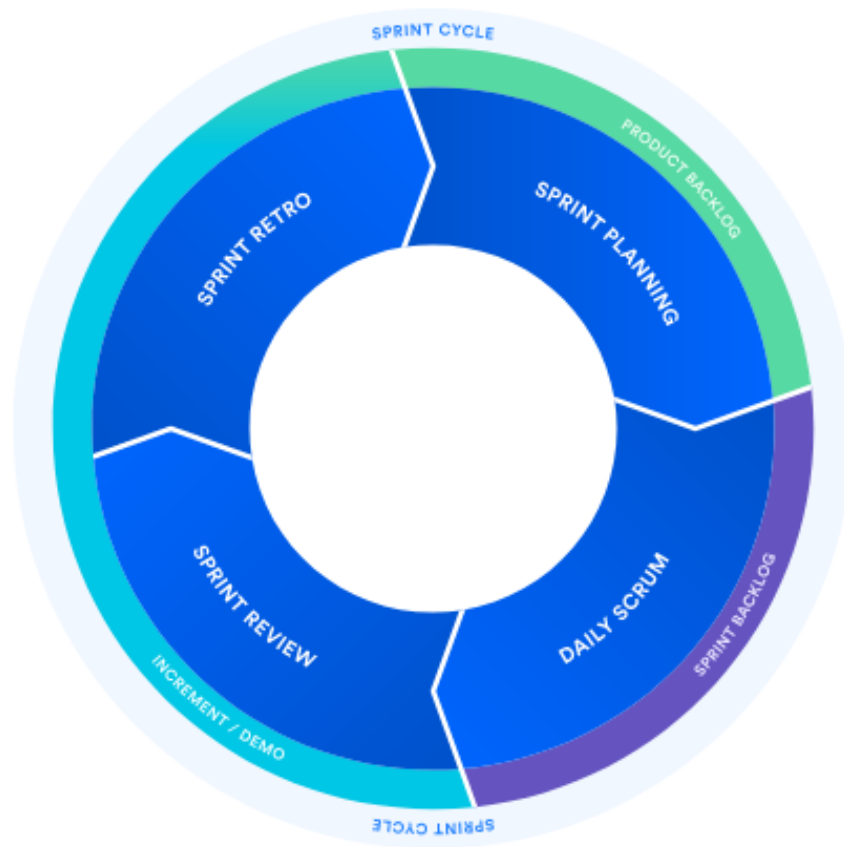 SPRINT CYCLE
PRODUCT BACKLOG
SPRINT PLANNING
SPRINT RETRO
DAILY SCRUM
SPRINT BACKLOG
SPRINT REVIEW
INCREMENT / DEMO
SPRINT CYCLE